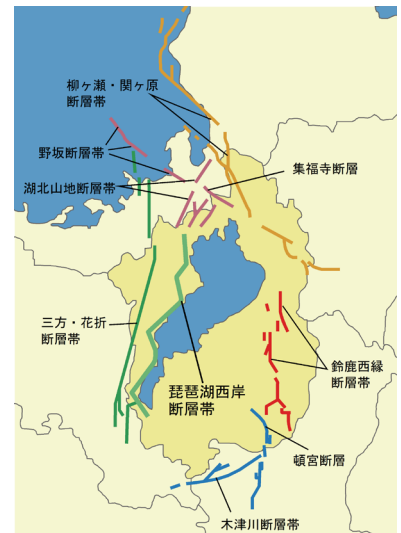 柳ヶ瀬・関ヶ原
断層帯
野坂断層帯
集福寺断層
湖北山地断層帯
三方・花折
断層帯
琵琶湖西岸
断層帯
鈴鹿西縁
断層帯
頓宮断層
木津川断層帯